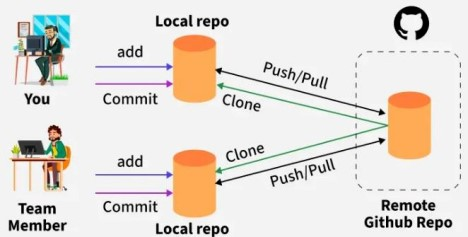 Local repo
add
Commit
You
Push/Pull
Clone
add
Commit
Team
Member
Clone
Push/Pull
Local repo
Remote
Github Repo